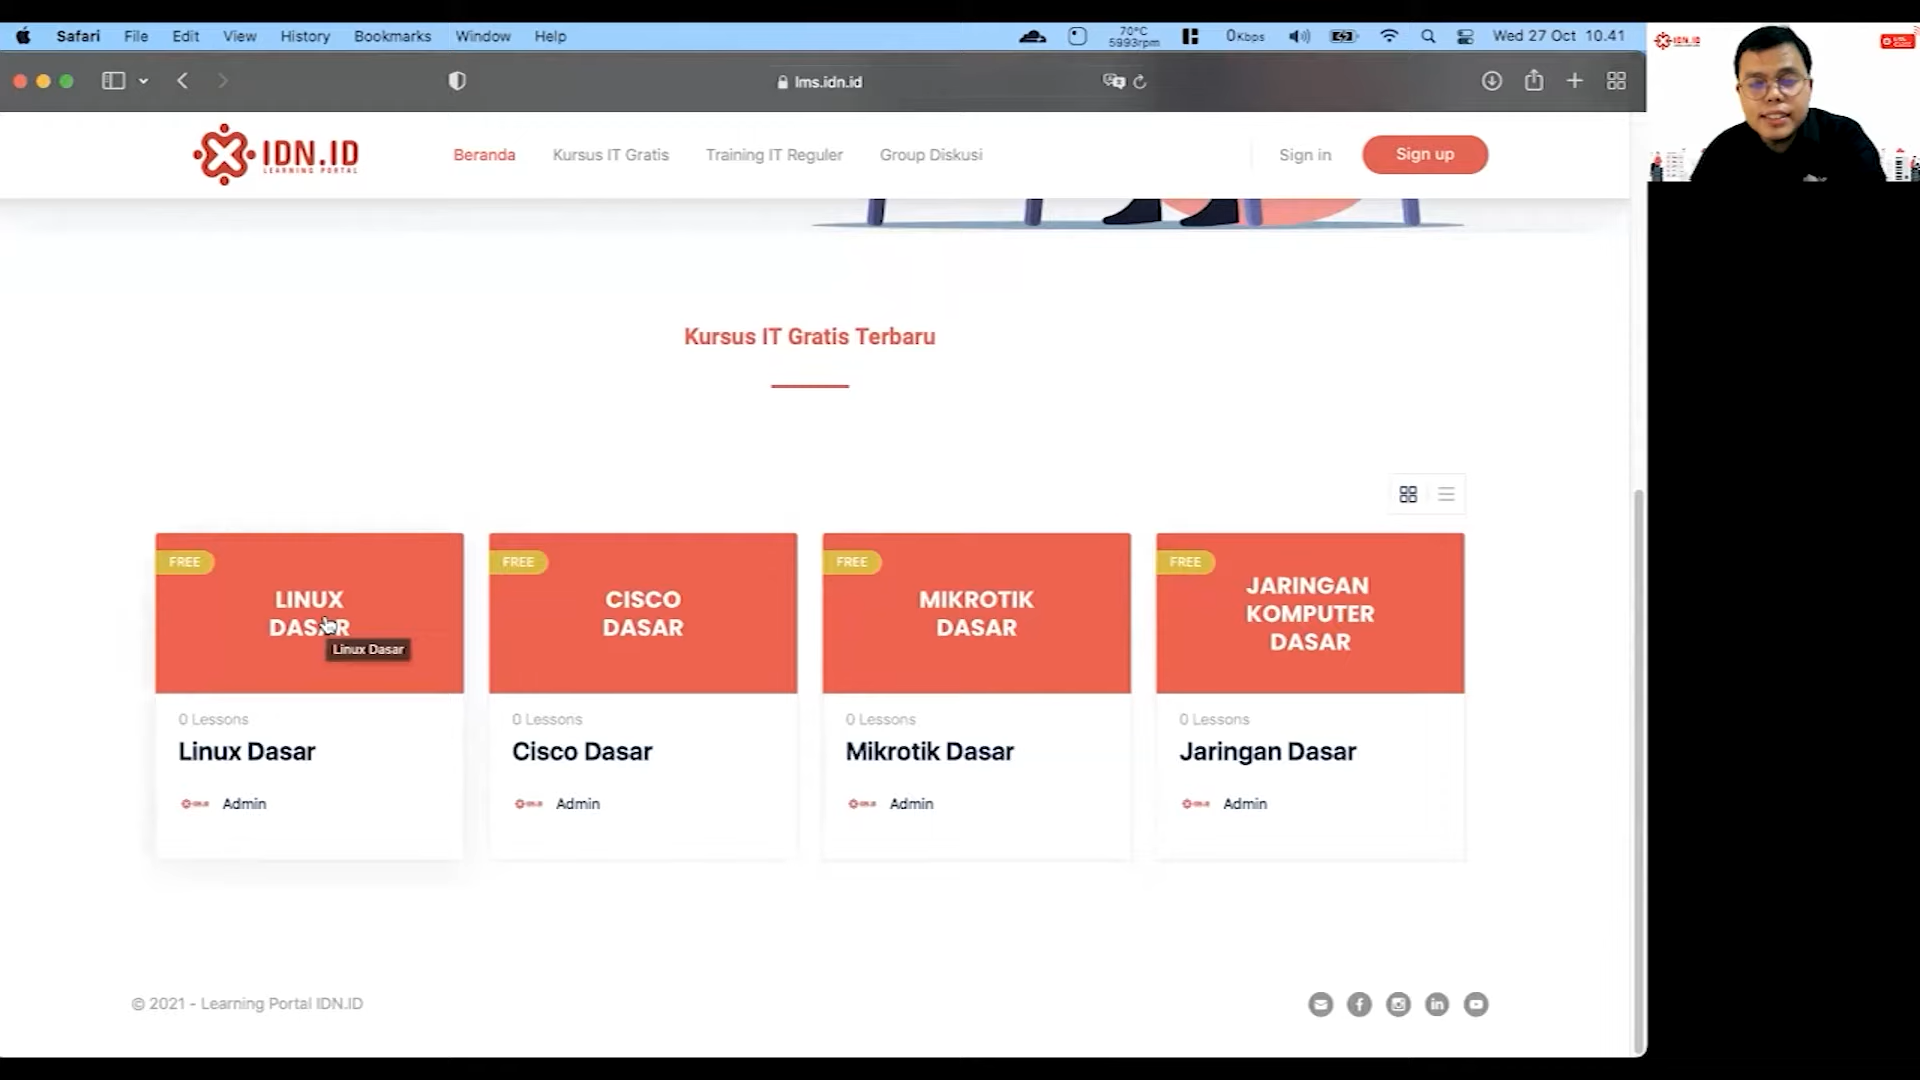 Safari File Edit View History Bookmarks Window Help 70°C 5993rpm 0Kbps Wed 27 Oct 10.41
lms.idn.id
IDN.ID
LEARNING PORTAL
Beranda Kursus IT Gratis Training IT Reguler Group Diskusi Sign in Sign up
Kursus IT Gratis Terbaru
FREE
LINUX
DASAR
Linux Dasar
0 Lessons
Linux Dasar
Admin
FREE
CISCO
DASAR
0 Lessons
Cisco Dasar
Admin
FREE
MIKROTIK
DASAR
0 Lessons
Mikrotik Dasar
Admin
FREE
JARINGAN
KOMPUTER
DASAR
0 Lessons
Jaringan Dasar
Admin
© 2021 - Learning Portal IDN.ID
IDN.ID